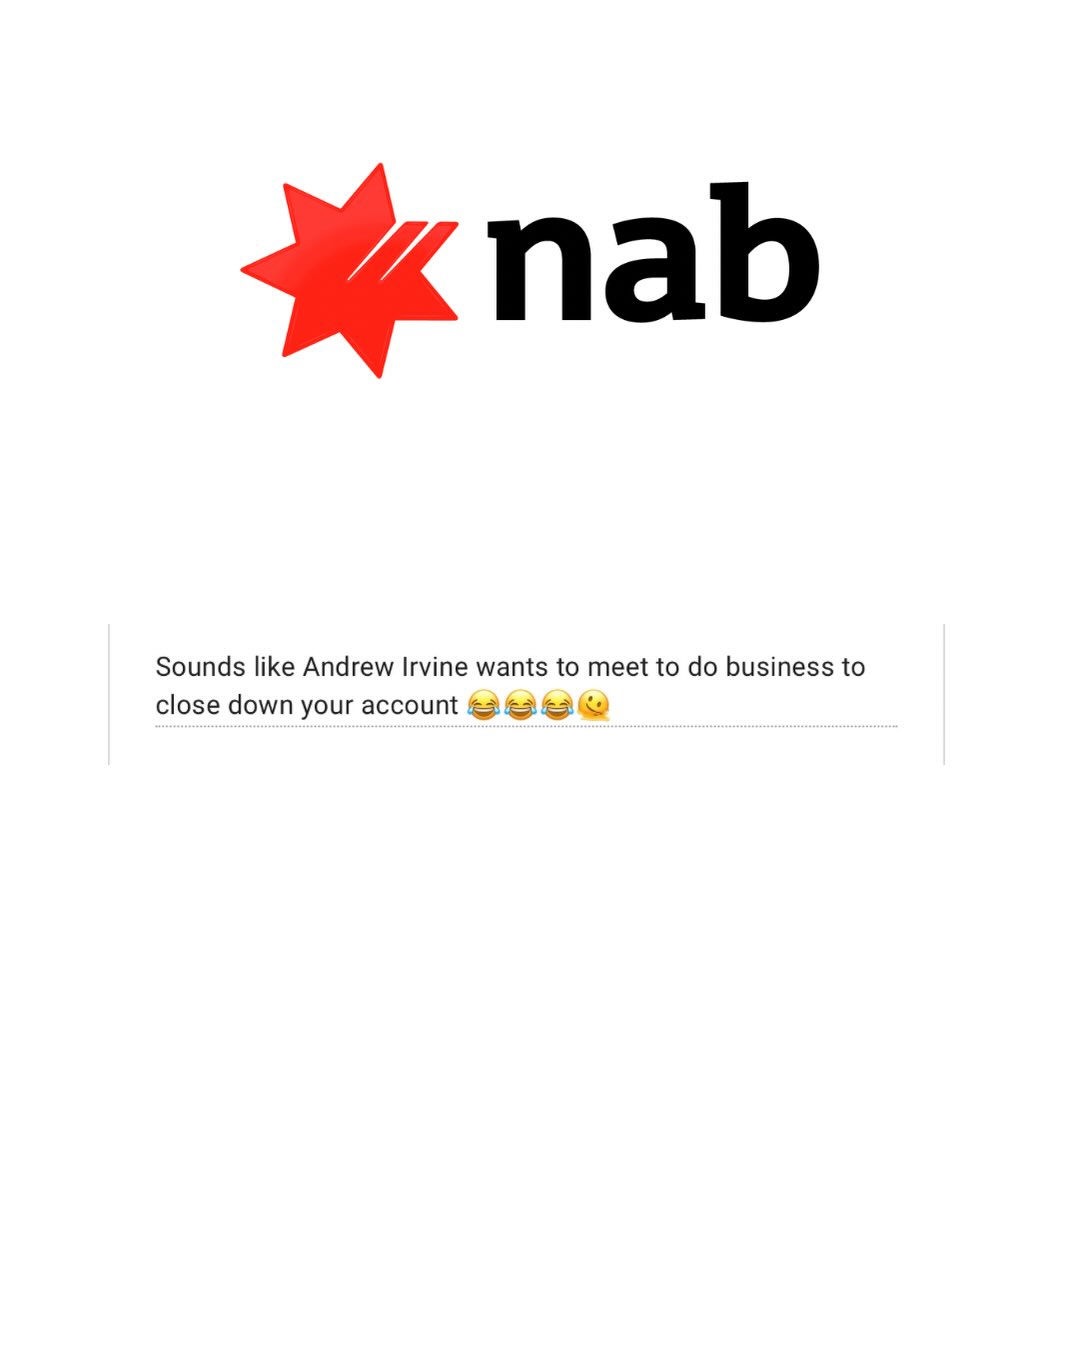 nab
Sounds like Andrew Irvine wants to meet to do business to
close down your account 😂😂😂🫠